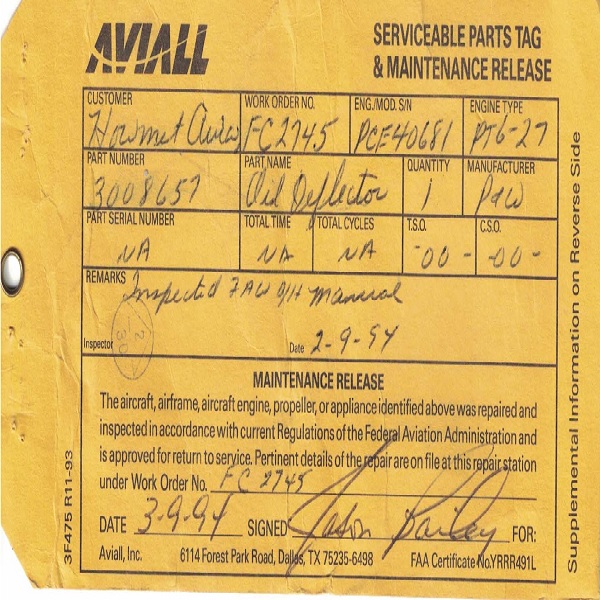 AVIALL
SERVICEABLE PARTS TAG
& MAINTENANCE RELEASE
CUSTOMER WORK ORDER NO. ENG./MOD. S/N ENGINE TYPE
Howmet Avia FC2745 PCE40681 PT6-27
PART NUMBER PART NAME QUANTITY MANUFACTURER
3008657 Oil Deflector 1 P&W
PART SERIAL NUMBER TOTAL TIME TOTAL CYCLES T.S.O. C.S.O.
NA NA NA -00- -00-
REMARKS Inspected IAW O/H Manual
Inspector Date 2-9-94
MAINTENANCE RELEASE
The aircraft, airframe, aircraft engine, propeller, or appliance identified above was repaired and
inspected in accordance with current Regulations of the Federal Aviation Administration and
is approved for return to service. Pertinent details of the repair are on file at this repair station
under Work Order No. FC 2745
DATE 3-9-94 SIGNED Jason Bailey FOR:
Aviall, Inc. 6114 Forest Park Road, Dallas, TX 75235-6498 FAA Certificate No.YRRR491L
3F475 R11-93
Supplemental Information on Reverse Side